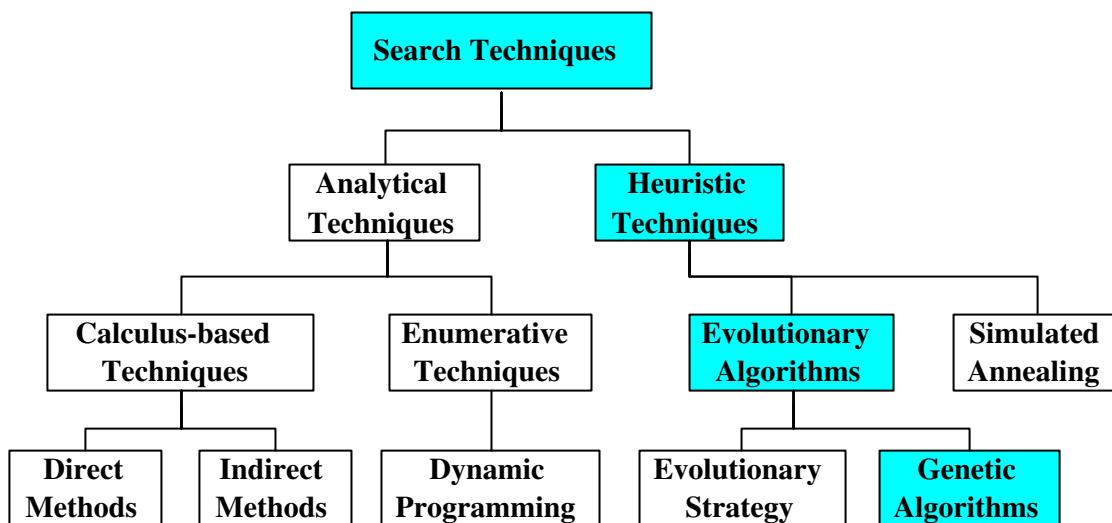 Search Techniques
Analytical
Techniques
Heuristic
Techniques
Calculus-based
Techniques
Enumerative
Techniques
Evolutionary
Algorithms
Simulated
Annealing
Direct
Methods
Indirect
Methods
Dynamic
Programming
Evolutionary
Strategy
Genetic
Algorithms